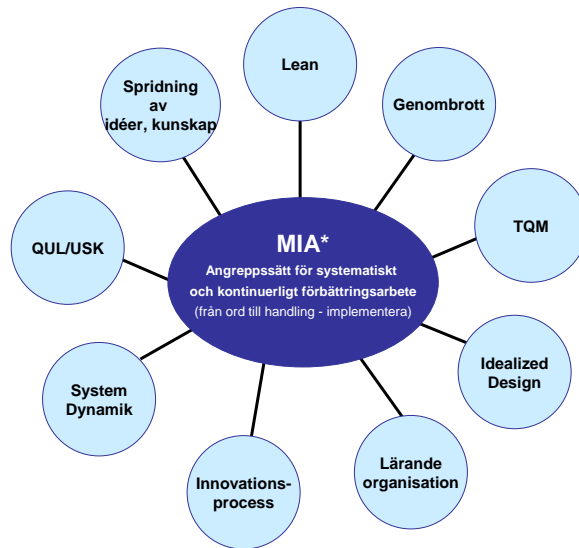 Lean
Spridning
av
idéer, kunskap
Genombrott
TQM
QUL/USK
MIA*
Angreppssätt för systematiskt
och kontinuerligt förbättringsarbete
(från ord till handling - implementera)
Idealized
Design
System
Dynamik
Lärande
organisation
Innovations-
process